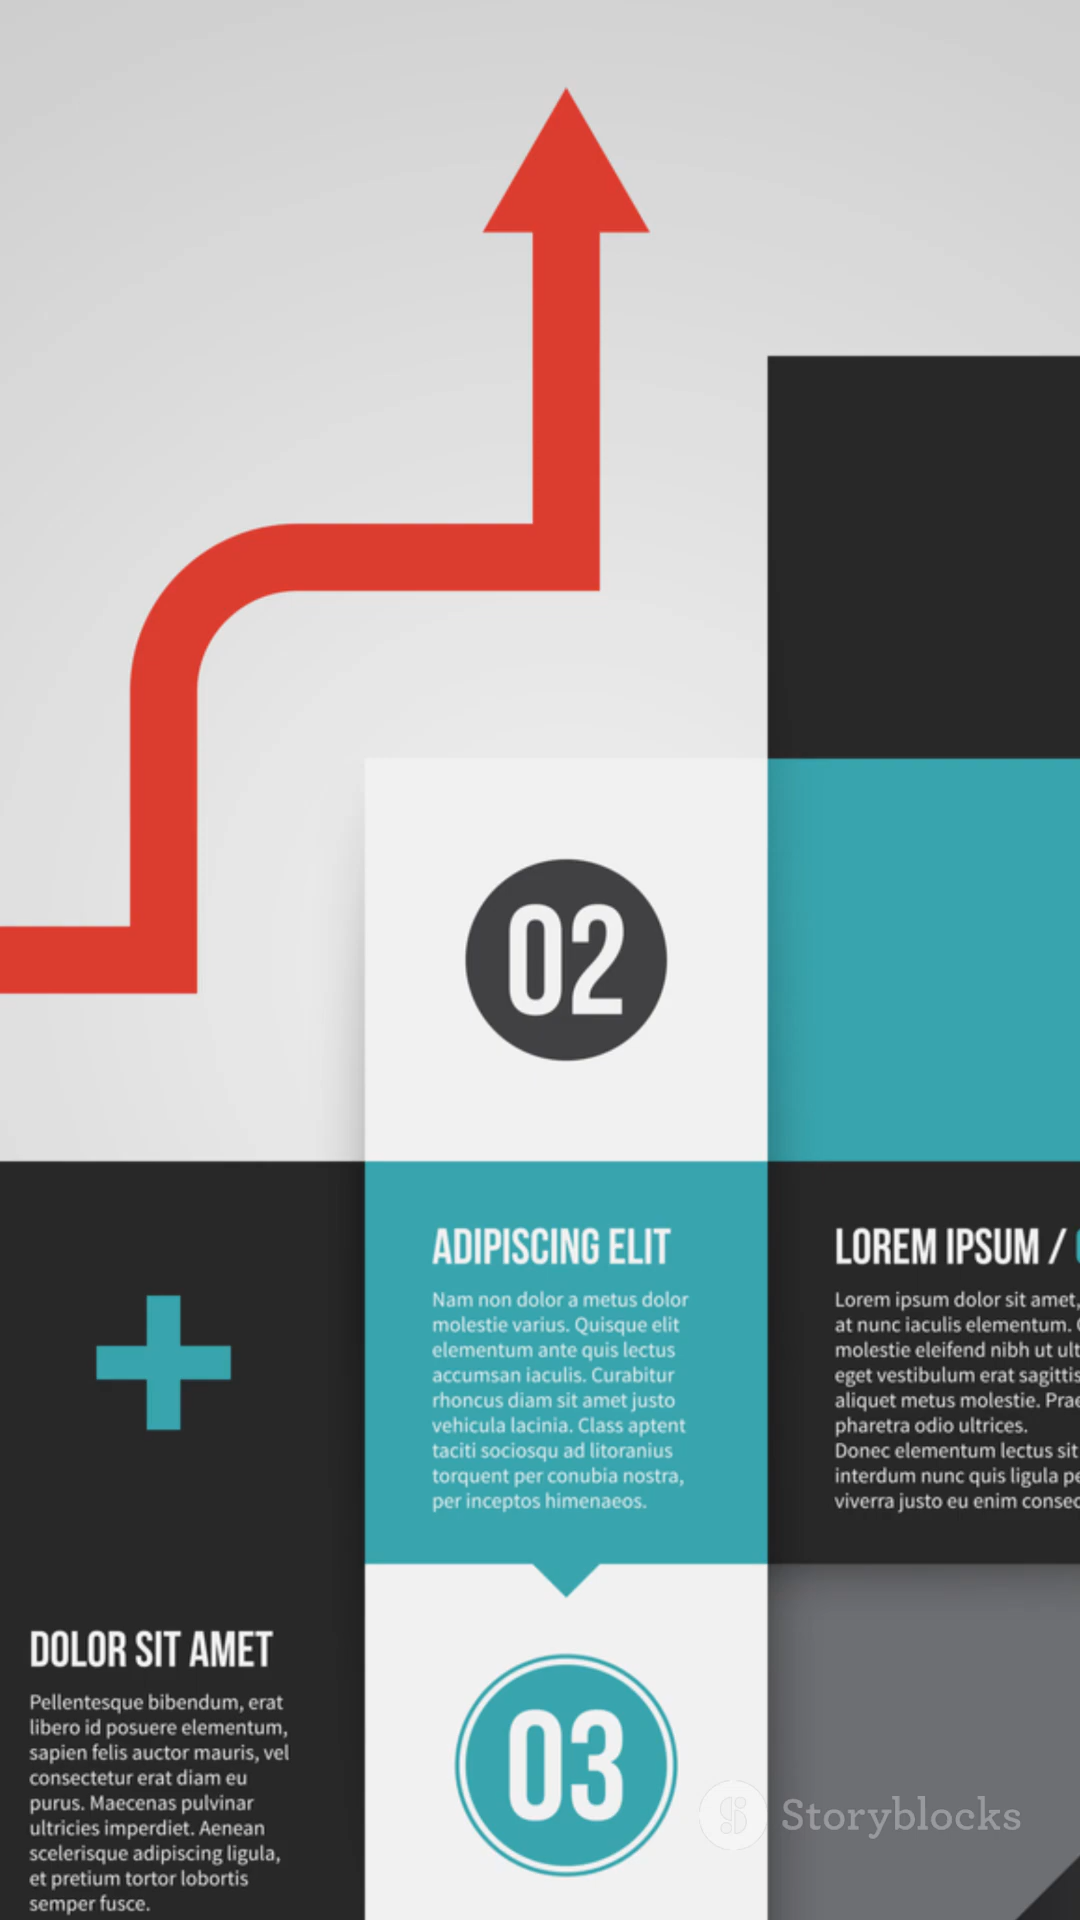 02
ADIPISCING ELIT
Nam non dolor a metus dolor
molestie varius. Quisque elit
elementum ante quis lectus
accumsan iaculis. Curabitur
rhoncus diam sit amet justo
vehicula lacinia. Class aptent
taciti sociosqu ad litoranius
torquent per conubia nostra,
per inceptos himenaeos.
LOREM IPSUM /
Lorem ipsum dolor sit amet,
at nunc iaculis elementum.
molestie eleifend nibh ut
eget vestibulum erat
aliquet metus molestie.
pharetra odio ultrices.
Donec elementum lectus sit
interdum nunc quis ligula
viverra justo eu enim
DOLOR SIT AMET
Pellentesque bibendum, erat
libero id posuere elementum,
sapien felis auctor mauris, vel
consectetur erat diam eu
purus. Maecenas pulvinar
ultricies imperdiet. Aenean
scelerisque adipiscing ligula,
et pretium tortor lobortis
semper fusce.
03
Storyblocks